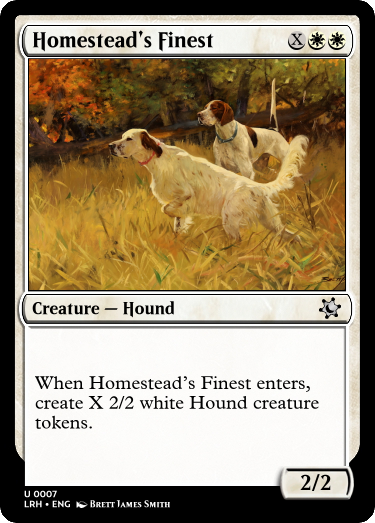 Homestead's Finest X
Creature — Hound
When Homestead's Finest enters,
create X 2/2 white Hound creature
tokens.
2/2
U 0007
LRH • ENG Brett James Smith